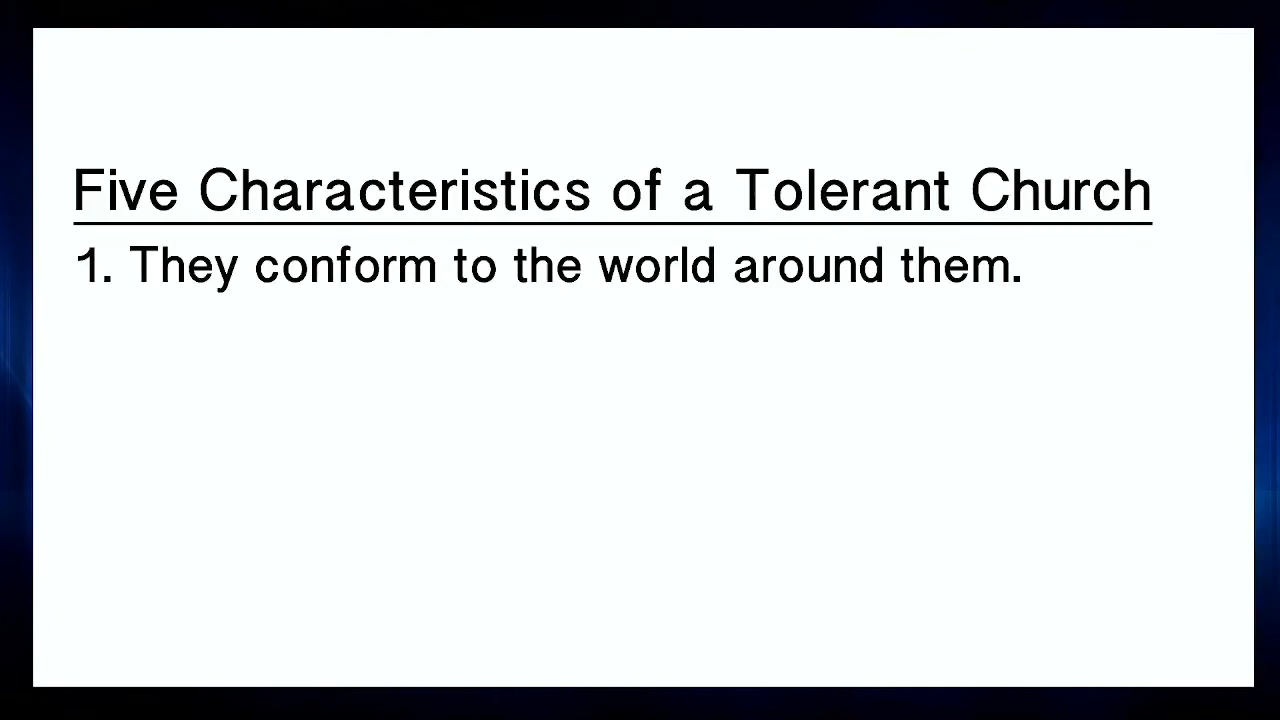 Five Characteristics of a Tolerant Church
1. They conform to the world around them.